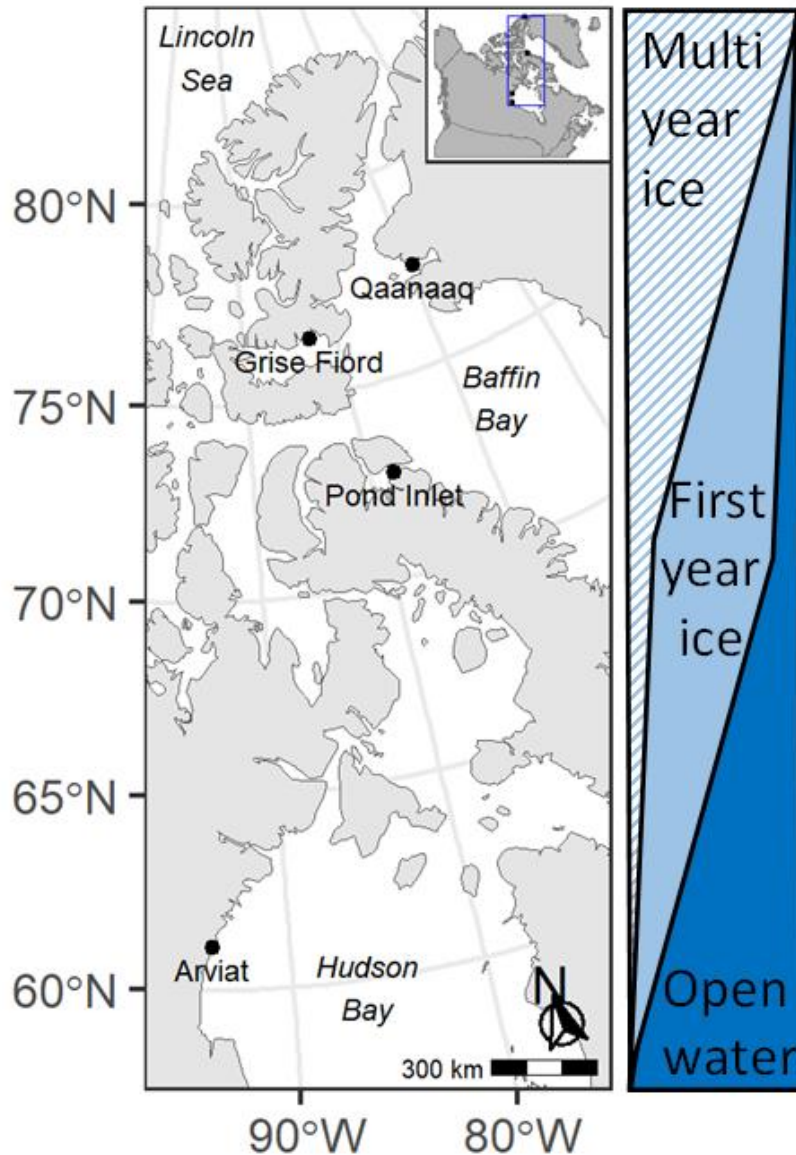 Lincoln
Sea
Multi
year
ice
80°N
Qaanaaq
Grise Fiord
Baffin
Bay
75°N
Pond Inlet
First
year
ice
70°N
65°N
Arviat
Hudson
Bay
60°N
N
Open
water
300 km
90°W
80°W